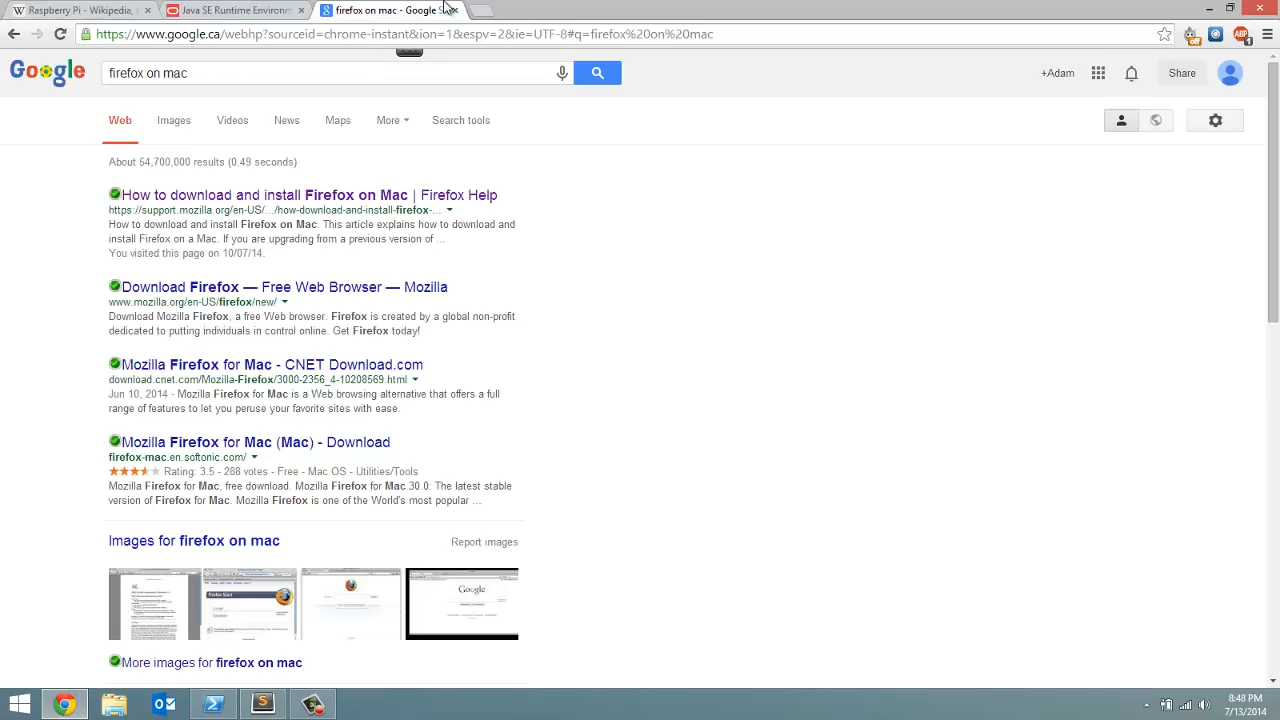 Raspberry Pi - Wikipedia,
Java SE Runtime Environm
firefox on mac - Google S
https://www.google.ca/webhp?sourceid=chrome-instant&ion=1&espv=2&ie=UTF-8#q=firefox%20on%20mac
ABP
1
Google
firefox on mac
+Adam
Share
Web
Images
Videos
News
Maps
More
Search tools
About 54,700,000 results (0.49 seconds)
How to download and install Firefox on Mac | Firefox Help
https://support.mozilla.org/en-US/.../how-download-and-install-firefox-...
How to download and install Firefox on Mac. This article explains how to download and
install Firefox on a Mac. If you are upgrading from a previous version of ...
You visited this page on 10/07/14.
Download Firefox — Free Web Browser — Mozilla
www.mozilla.org/en-US/firefox/new/
Download Mozilla Firefox, a free Web browser. Firefox is created by a global non-profit
dedicated to putting individuals in control online. Get Firefox today!
Mozilla Firefox for Mac - CNET Download.com
download.cnet.com/Mozilla-Firefox/3000-2356_4-10208569.html
Jun 10, 2014 - Mozilla Firefox for Mac is a Web browsing alternative that offers a full
range of features to let you peruse your favorite sites with ease.
Mozilla Firefox for Mac (Mac) - Download
firefox-mac.en.softonic.com/
Rating: 3.5 - 288 votes - Free - Mac OS - Utilities/Tools
Mozilla Firefox for Mac, free download. Mozilla Firefox for Mac 30.0: The latest stable
version of Firefox for Mac. Mozilla Firefox is one of the World's most popular ...
Images for firefox on mac
Report images
Firefox Start
Google
More images for firefox on mac
8:48 PM
7/13/2014